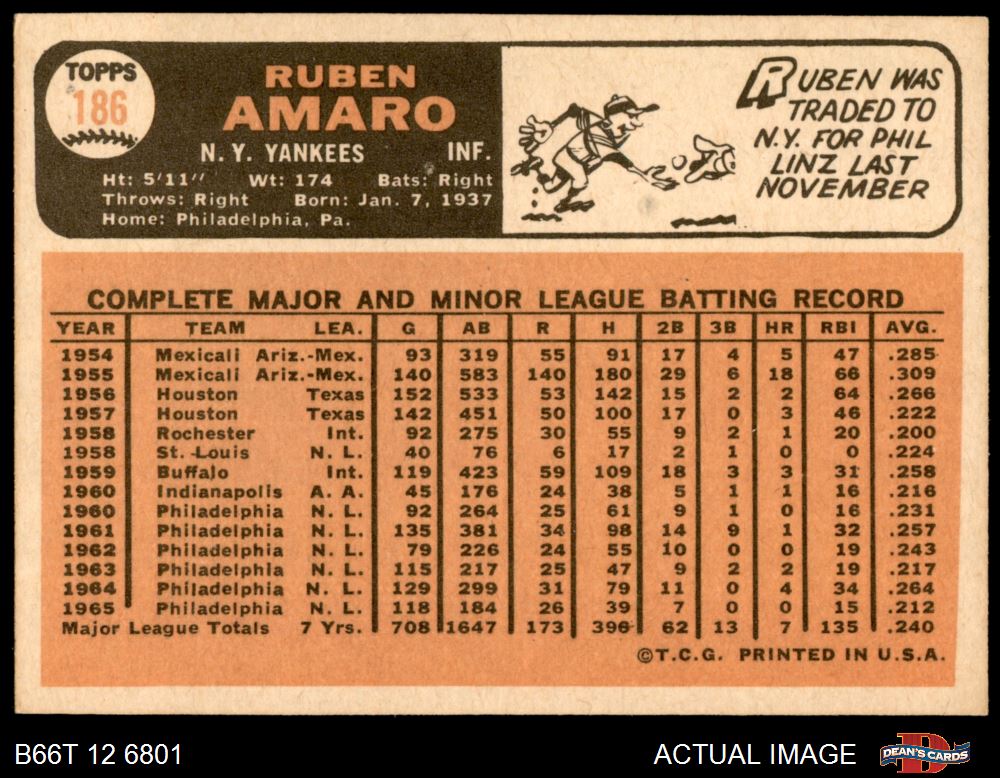 TOPPS
186
RUBEN
AMARO
N. Y. YANKEES INF.
Ht: 5'11" Wt: 174 Bats: Right
Throws: Right Born: Jan. 7, 1937
Home: Philadelphia, Pa.
RUBEN WAS
TRADED TO
N.Y. FOR PHIL
LINZ LAST
NOVEMBER
COMPLETE MAJOR AND MINOR LEAGUE BATTING RECORD
YEAR TEAM LEA. G AB R H 2B 3B HR RBI AVG.
1954 Mexicali Ariz.-Mex. 93 319 55 91 17 4 5 47 .285
1955 Mexicali Ariz.-Mex. 140 583 140 180 29 6 18 66 .309
1956 Houston Texas 152 533 53 142 15 2 2 64 .266
1957 Houston Texas 142 451 50 100 17 0 3 46 .222
1958 Rochester Int. 92 275 30 55 9 2 1 20 .200
1958 St. Louis N. L. 40 76 6 17 2 1 0 0 .224
1959 Buffalo Int. 119 423 59 109 18 3 3 31 .258
1960 Indianapolis A. A. 45 176 24 38 5 1 1 16 .216
1960 Philadelphia N. L. 92 264 25 61 9 1 0 16 .231
1961 Philadelphia N. L. 135 381 34 98 14 9 1 32 .257
1962 Philadelphia N. L. 79 226 24 55 10 0 0 19 .243
1963 Philadelphia N. L. 115 217 25 47 9 2 2 19 .217
1964 Philadelphia N. L. 129 299 31 79 11 0 4 34 .264
1965 Philadelphia N. L. 118 184 26 39 7 0 0 15 .212
Major League Totals 7 Yrs. 708 1647 173 396 62 13 7 135 .240
©T.C.G. PRINTED IN U.S.A.
B66T 12 6801 ACTUAL IMAGE DEAN'S CARDS